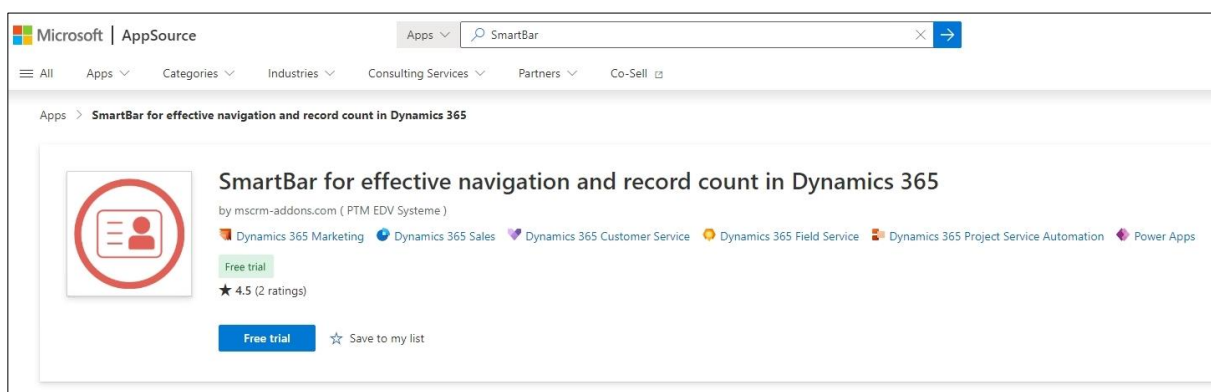 Microsoft | AppSource
Apps SmartBar
All Apps Categories Industries Consulting Services Partners Co-Sell
Apps > SmartBar for effective navigation and record count in Dynamics 365
SmartBar for effective navigation and record count in Dynamics 365
by mscrm-addons.com ( PTM EDV Systeme )
Dynamics 365 Marketing Dynamics 365 Sales Dynamics 365 Customer Service Dynamics 365 Field Service Dynamics 365 Project Service Automation Power Apps
Free trial
★ 4.5 (2 ratings)
Free trial ☆ Save to my list